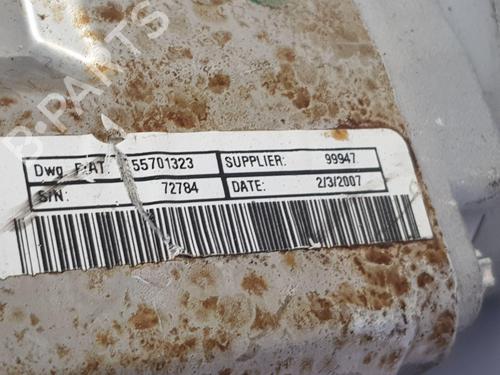 B-PARTS
Dwg FIAT: 55701323 SUPPLIER: 99947
S/N: 72784 DATE: 2/3/2007